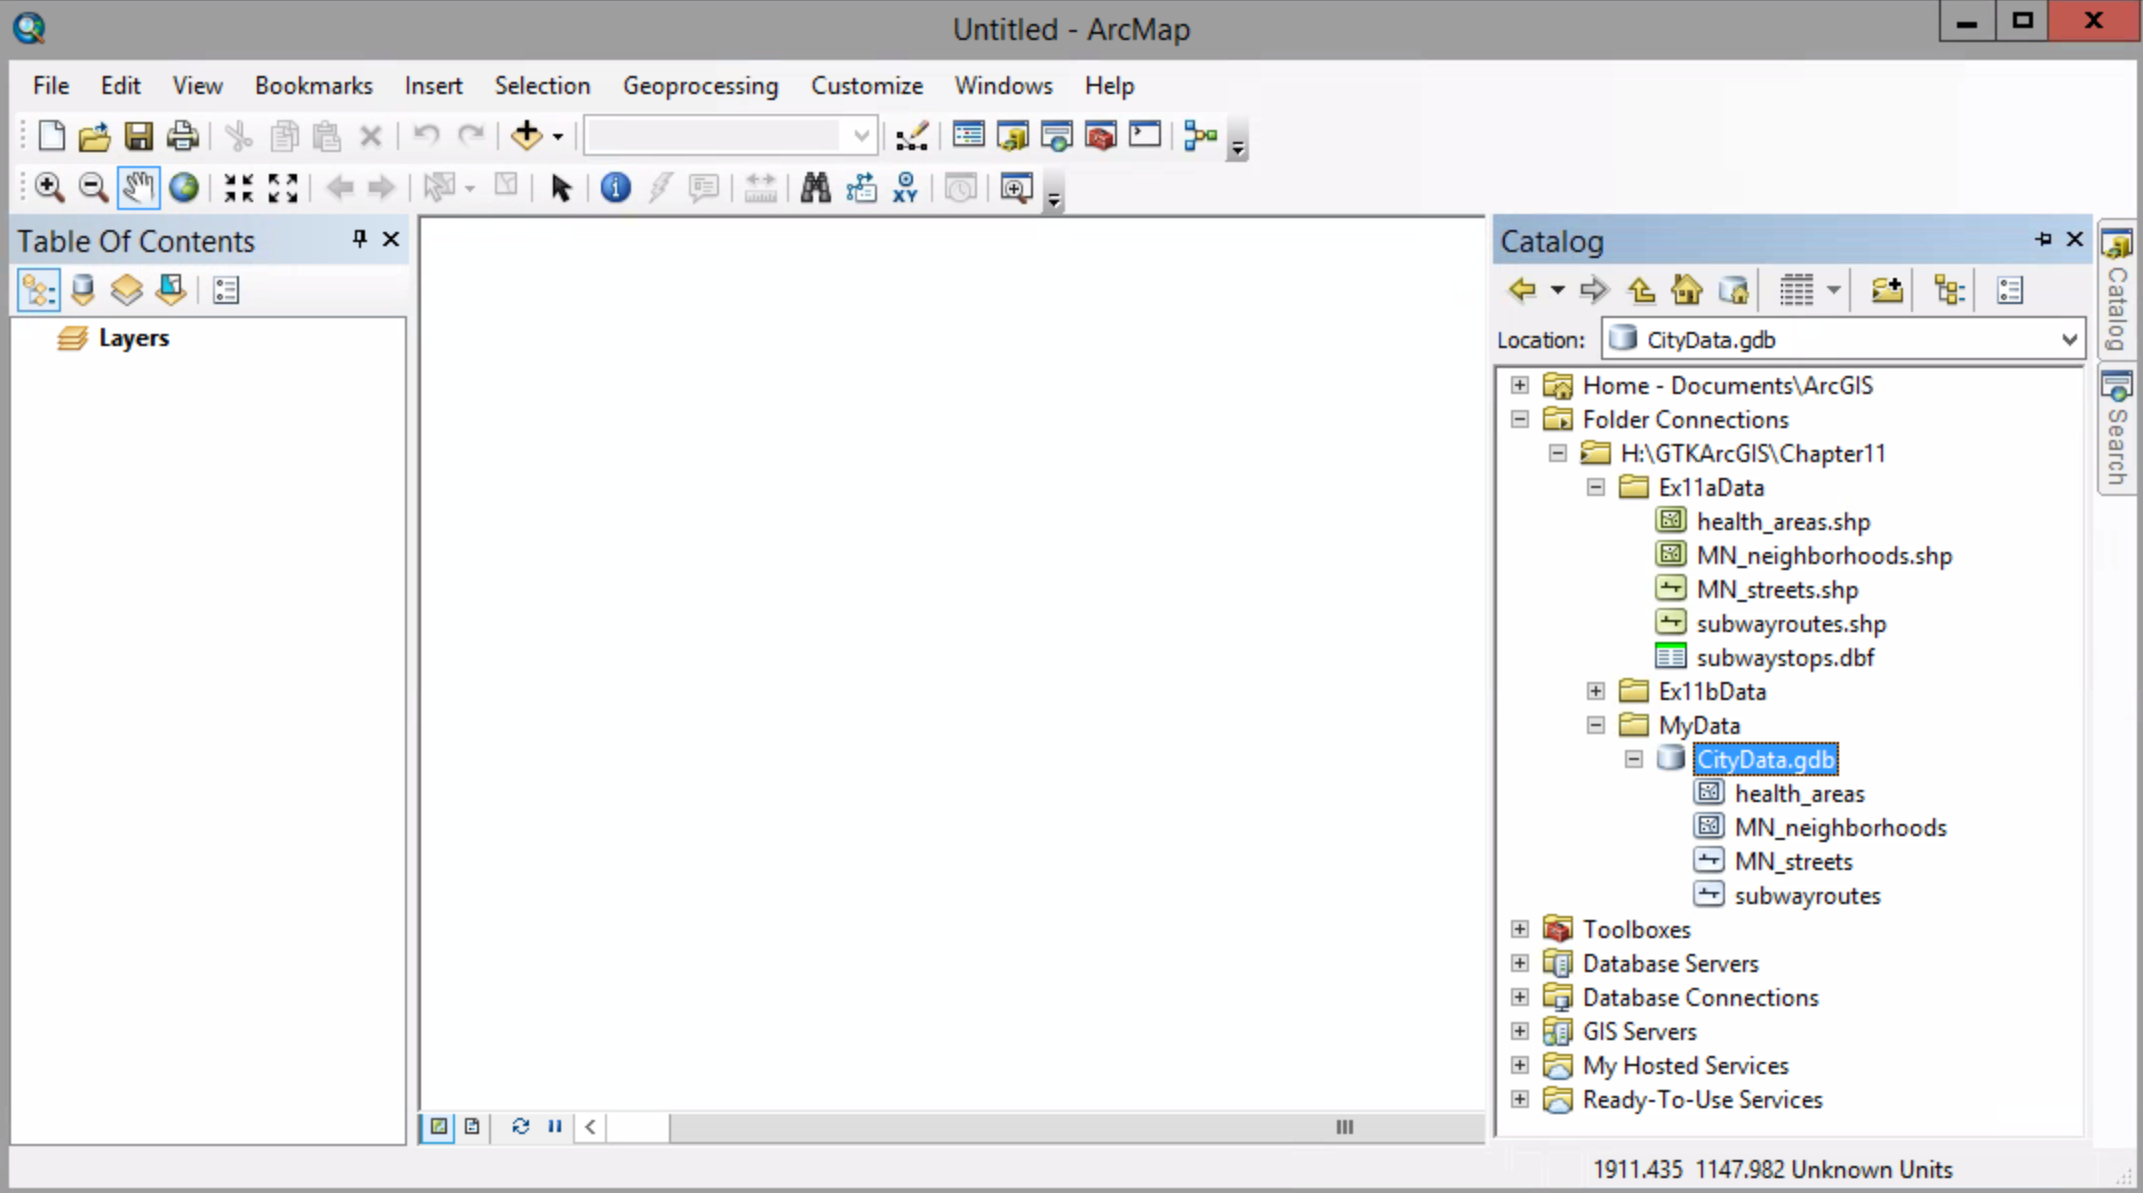 Untitled - ArcMap
File Edit View Bookmarks Insert Selection Geoprocessing Customize Windows Help
XY
Table Of Contents
Layers
Catalog
Location: CityData.gdb
Home - Documents\ArcGIS
Folder Connections
H:\GTKArcGIS\Chapter11
Ex11aData
health_areas.shp
MN_neighborhoods.shp
MN_streets.shp
subwayroutes.shp
subwaystops.dbf
Ex11bData
MyData
CityData.gdb
health_areas
MN_neighborhoods
MN_streets
subwayroutes
Toolboxes
Database Servers
Database Connections
GIS Servers
My Hosted Services
Ready-To-Use Services
Catalog
Search
1911.435 1147.982 Unknown Units